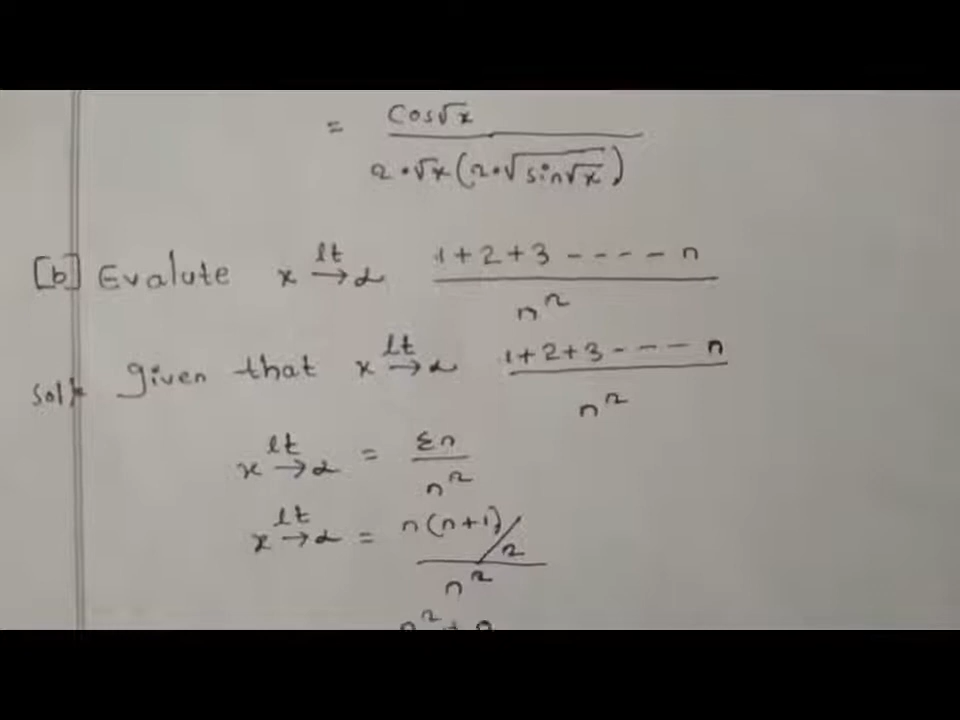 = Cos√x / 2·√x(2·√sin√x)
[b] Evalute lt x→∝ 1+2+3 ---- n / n²
Sol: given that lt x→∝ 1+2+3 ---- n / n²
lt x→∝ = Σn / n²
lt x→∝ = n(n+1)/2 / n²
n² + n